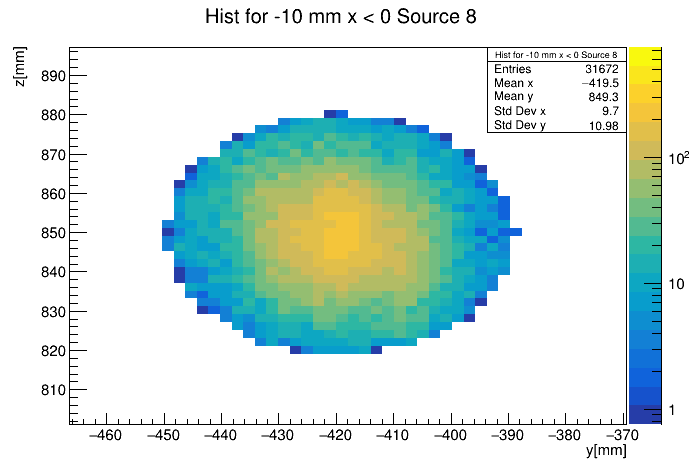 Hist for -10 mm x < 0 Source 8
z[mm]
Hist for -10 mm x < 0 Source 8
Entries 31672
Mean x −419.5
Mean y 849.3
Std Dev x 9.7
Std Dev y 10.98
890
880
870
860
850
840
830
820
810
10²
10
1
−460 −450 −440 −430 −420 −410 −400 −390 −380 −370
y[mm]